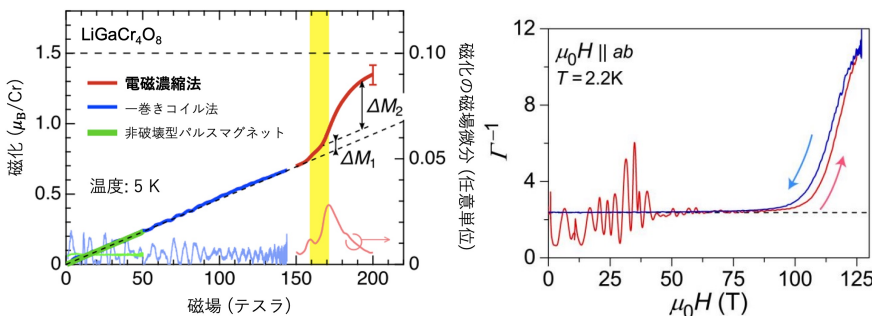 LiGaCr₄O₈
電磁濃縮法
一巻きコイル法
非破壊型パルスマグネット
温度: 5 K
ΔM₂
ΔM₁
磁化 (μB/Cr)
1.5
1.0
0.5
0.0
0.10
0.05
0
磁化の磁場微分 (任意単位)
0 50 100 150 200
磁場 (テスラ)
μ₀H || ab
T = 2.2K
Γ⁻¹
12
10
8
6
4
2
0
0 25 50 75 100 125
μ₀H (T)